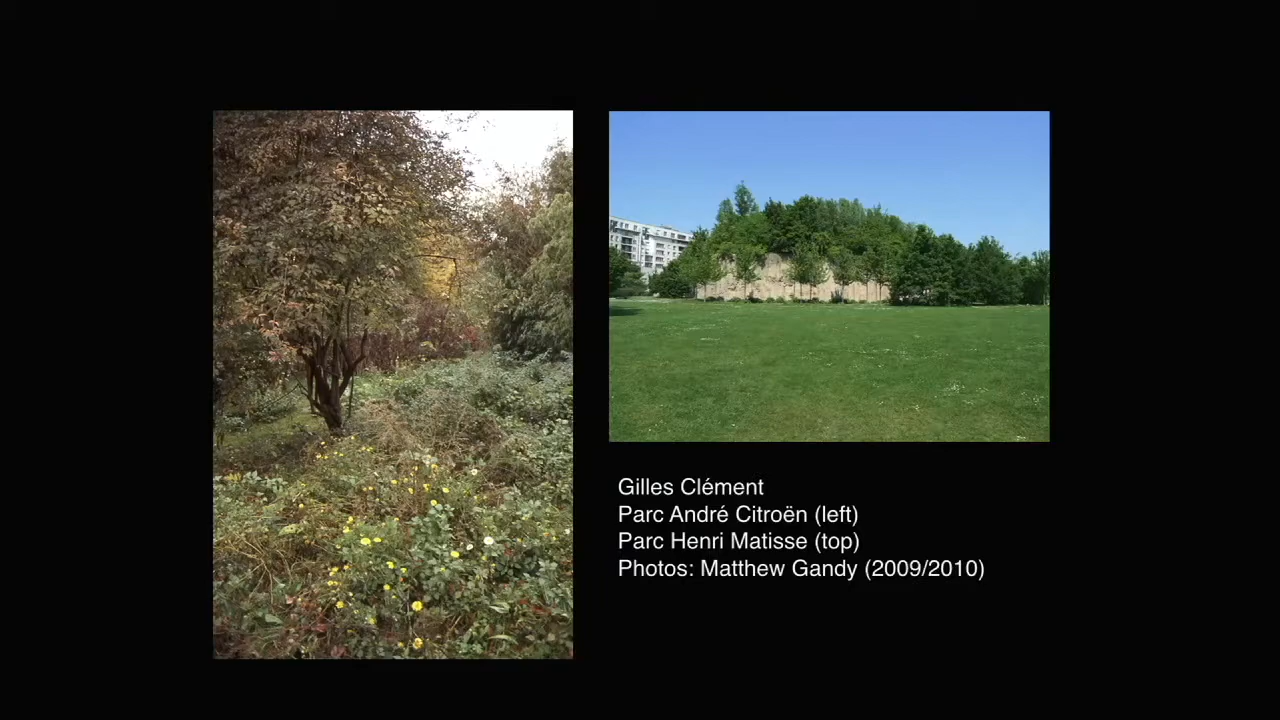 Gilles Clément
Parc André Citroën (left)
Parc Henri Matisse (top)
Photos: Matthew Gandy (2009/2010)